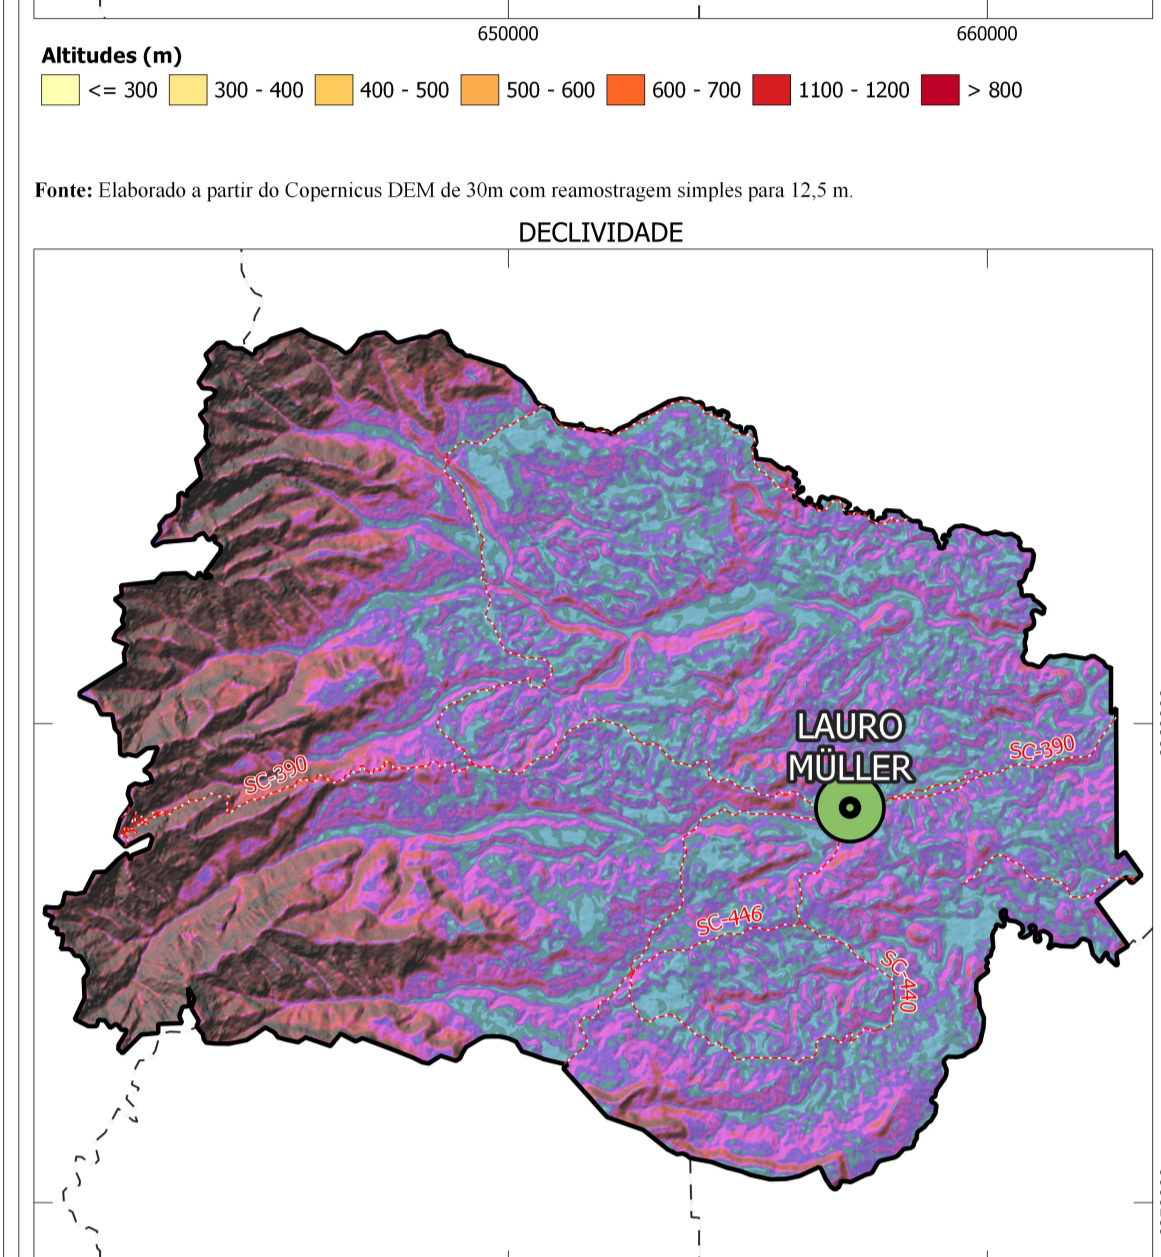 650000
660000
Altitudes (m)
<= 300
300 - 400
400 - 500
500 - 600
600 - 700
1100 - 1200
> 800
Fonte: Elaborado a partir do Copernicus DEM de 30m com reamostragem simples para 12,5 m.
DECLIVIDADE
LAURO
MÜLLER
SC-390
SC-390
SC-446
SC-440